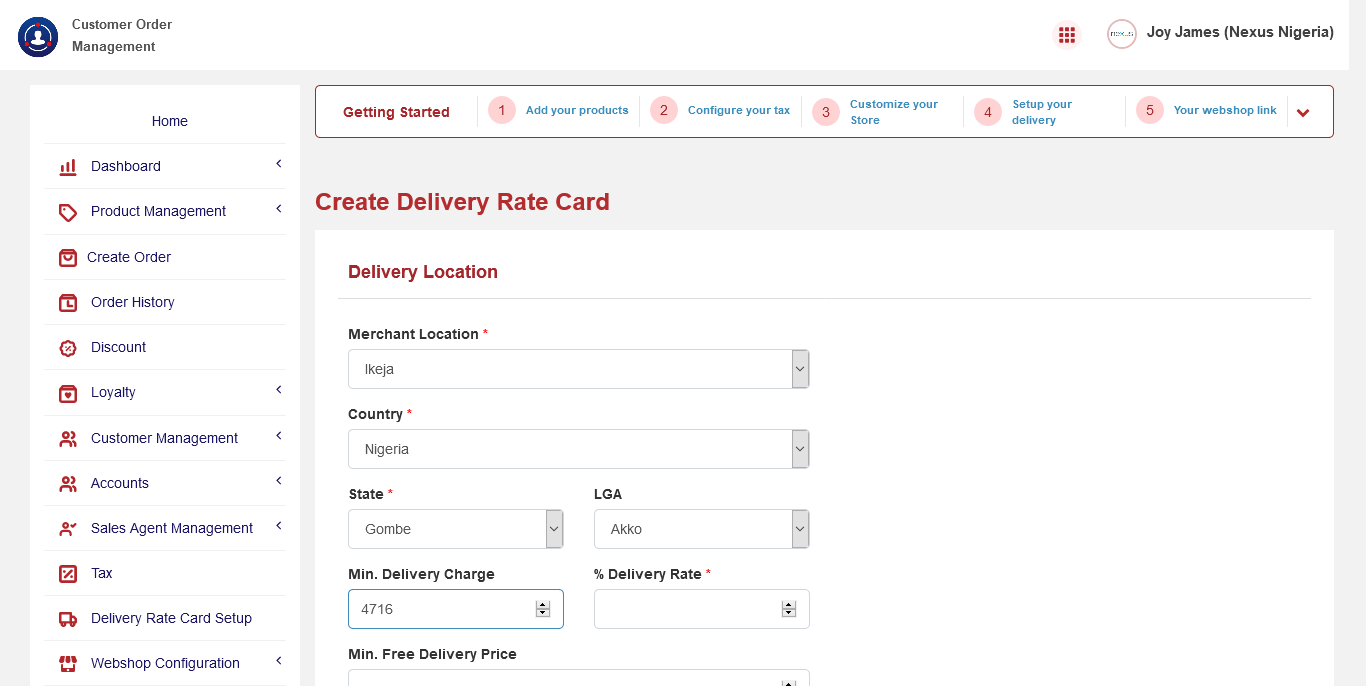 Customer Order
Management
nexus
Joy James (Nexus Nigeria)
Home
Dashboard
Product Management
Create Order
Order History
Discount
Loyalty
Customer Management
Accounts
Sales Agent Management
Tax
Delivery Rate Card Setup
Webshop Configuration
Getting Started
1 Add your products
2 Configure your tax
3 Customize your
Store
4 Setup your
delivery
5 Your webshop link
Create Delivery Rate Card
Delivery Location
Merchant Location *
Ikeja
Country *
Nigeria
State * LGA
Gombe Akko
Min. Delivery Charge % Delivery Rate *
4716
Min. Free Delivery Price